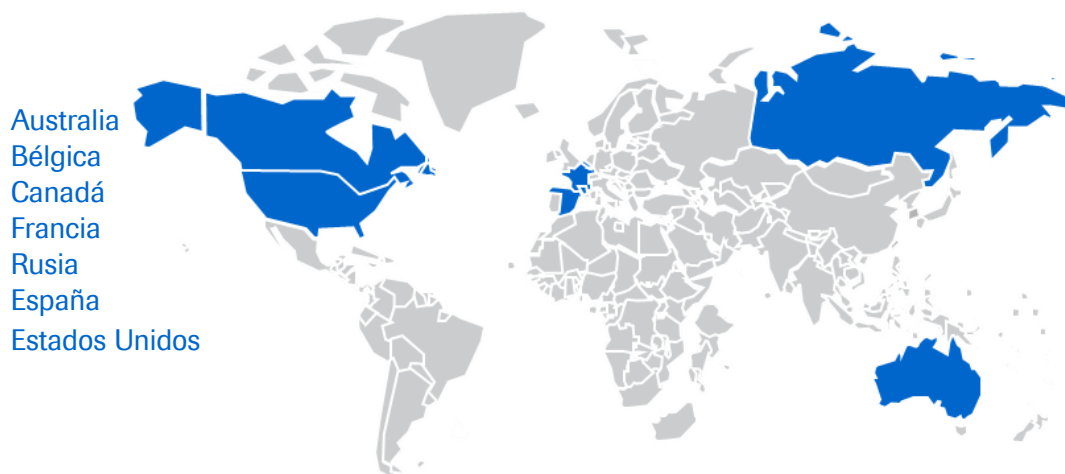 Australia
Bélgica
Canadá
Francia
Rusia
España
Estados Unidos